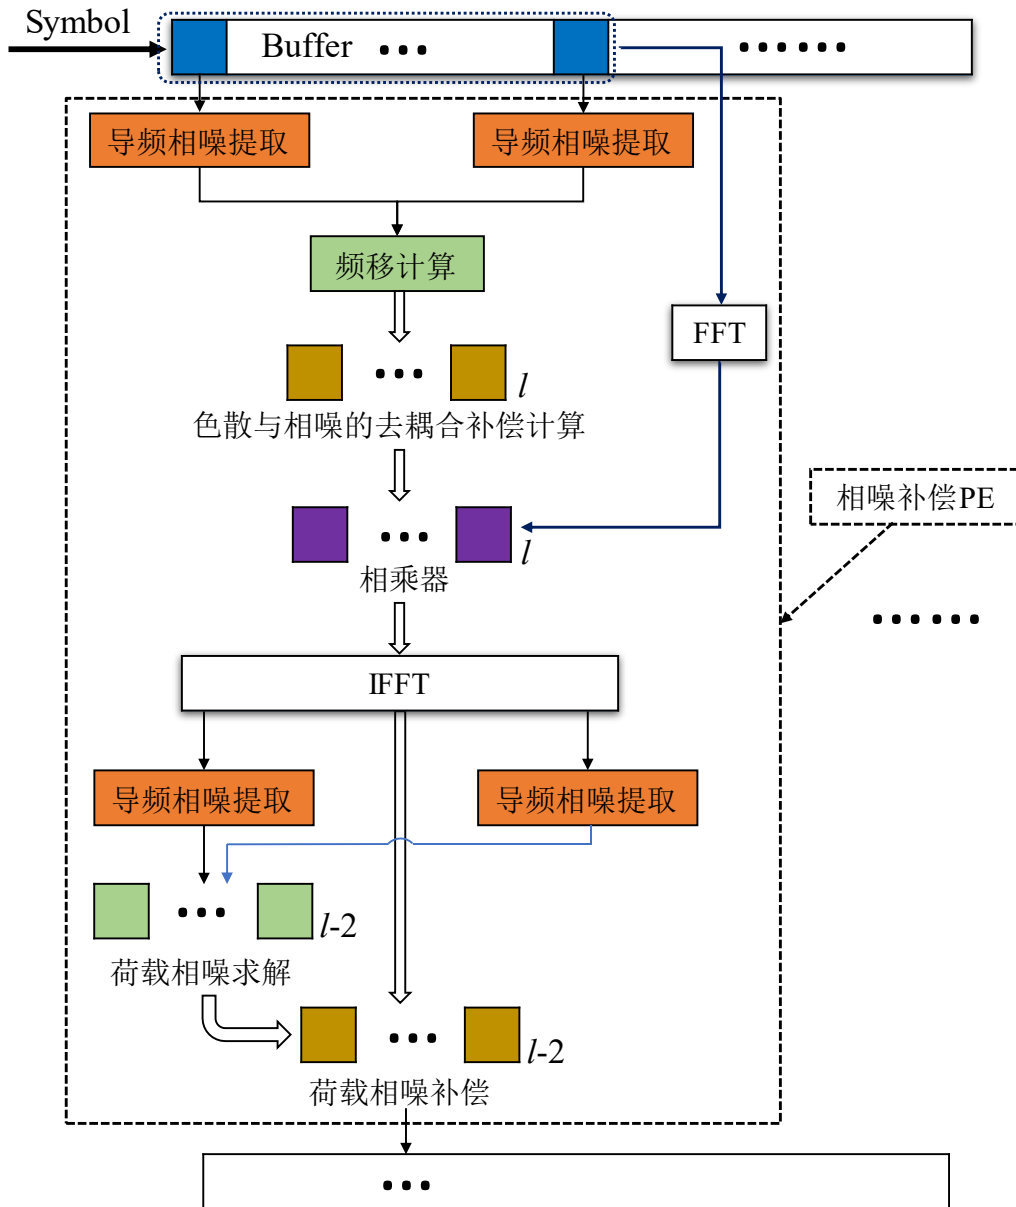 Symbol
Buffer ••• ••••••
导频相噪提取
导频相噪提取
频移计算
FFT
••• l
色散与相噪的去耦合补偿计算
相噪补偿PE
••• l
相乘器
••••••
IFFT
导频相噪提取
导频相噪提取
••• l-2
荷载相噪求解
••• l-2
荷载相噪补偿
•••